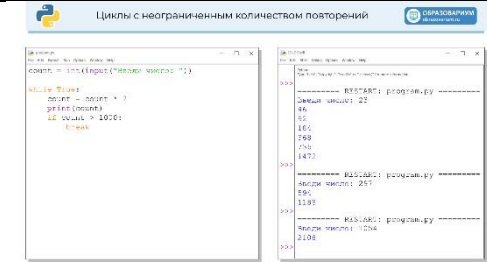 Циклы с неограниченным количеством повторений
ОБРАЗОВАРИУМ
count = int(input("Введи число: "))
while True:
count = count * 2
print(count)
if count > 1000:
break
>>>
========= RESTART: program.py =========
Введи число: 23
46
92
184
368
736
1472
>>>
========= RESTART: program.py =========
Введи число: 297
594
1188
>>>
========= RESTART: program.py =========
Введи число: 1054
2108
>>>